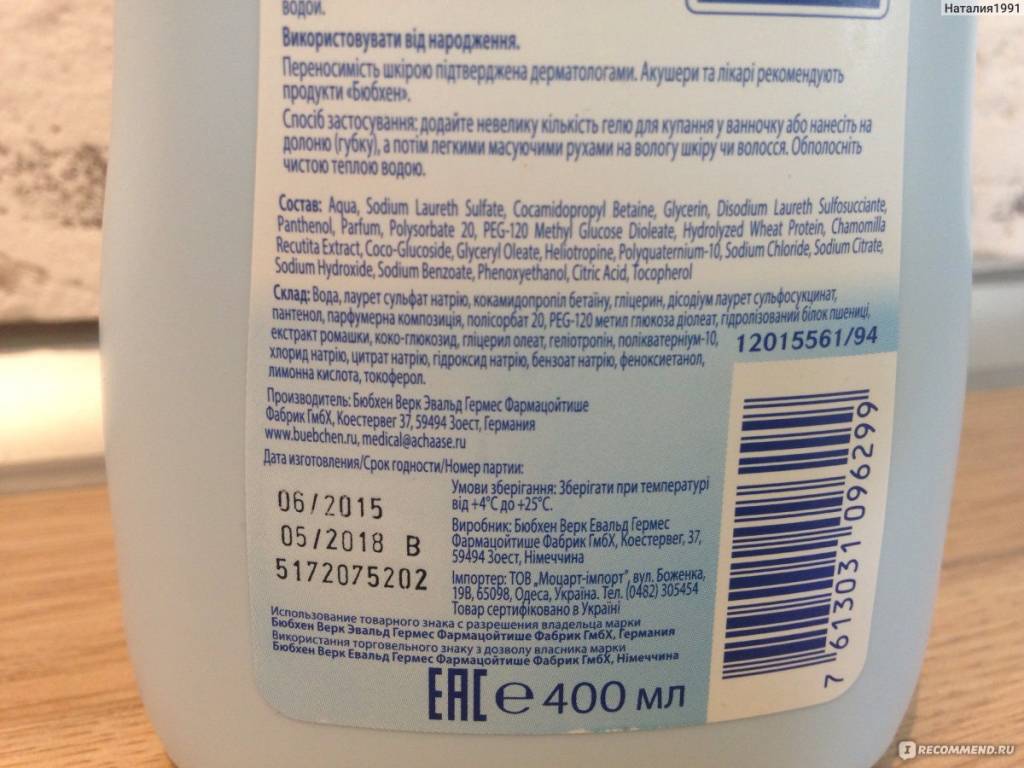 Наталия1991
водой.
Використовувати від народження.
Переносимість шкірою підтверджена дерматологами. Акушери та лікарі рекомендують
продукти «Бюбхен».
Спосіб застосування: додайте невелику кількість гелю для купання у ванночку або нанесіть на
долоню (губку), а потім легкими масуючими рухами на вологу шкіру чи волосся. Обполосніть
чистою теплою водою.
Состав: Aqua, Sodium Laureth Sulfate, Cocamidopropyl Betaine, Glycerin, Disodium Laureth Sulfosuccinate,
Panthenol, Parfum, Polysorbate 20, PEG-120 Methyl Glucose Dioleate, Hydrolyzed Wheat Protein, Chamomilla
Recutita Extract, Coco-Glucoside, Glyceryl Oleate, Heliotropine, Polyquaternium-10, Sodium Chloride, Sodium Citrate,
Sodium Hydroxide, Sodium Benzoate, Phenoxyethanol, Citric Acid, Tocopherol
Склад: Вода, лаурет сульфат натрію, кокамидопропіл бетаїну, гліцерин, дісодіум лаурет сульфосукцинат,
пантенол, парфумерна композиція, полісорбат 20, PEG-120 метил глюкоза діолеат, гідролізований білок пшениці,
екстракт ромашки, коко-глюкозид, гліцерил олеат, геліотропін, полікватерніум-10,
хлорид натрію, цитрат натрію, гідроксид натрію, бензоат натрію, феноксиетанол,
лимонна кислота, токоферол.
12015561/94
Производитель: Бюбхен Верк Эвальд Гермес Фармацойтише
Фабрик ГмбХ, Коестервег 37, 59494 Зоест, Германия
www.buebchen.ru, medical@achaase.ru
Дата изготовления/Срок годности/Номер партии:
06/2015
05/2018 B
5172075202
Умови зберігання: Зберігати при температурі
від +4°С до +25°С.
Виробник: Бюбхен Верк Евальд Гермес
Фармацойтише Фабрик ГмбХ, Коестервег, 37,
59494 Зоест, Німеччина
Імпортер: ТОВ „Моцарт-імпорт", вул. Боженка,
19В, 65098, Одеса, Україна. Тел. (0482) 305454
Товар сертифіковано в Україні
Использование товарного знака с разрешения владельца марки
Бюбхен Верк Эвальд Гермес Фармацойтише Фабрик ГмбХ, Германия
Використання торговельного знаку з дозволу власника марки
Бюбхен Верк Евальд Гермес Фармацойтише Фабрик ГмбХ, Німеччина
EAC ℮ 400 мл
7 613031 096299
IRECOMMEND.RU